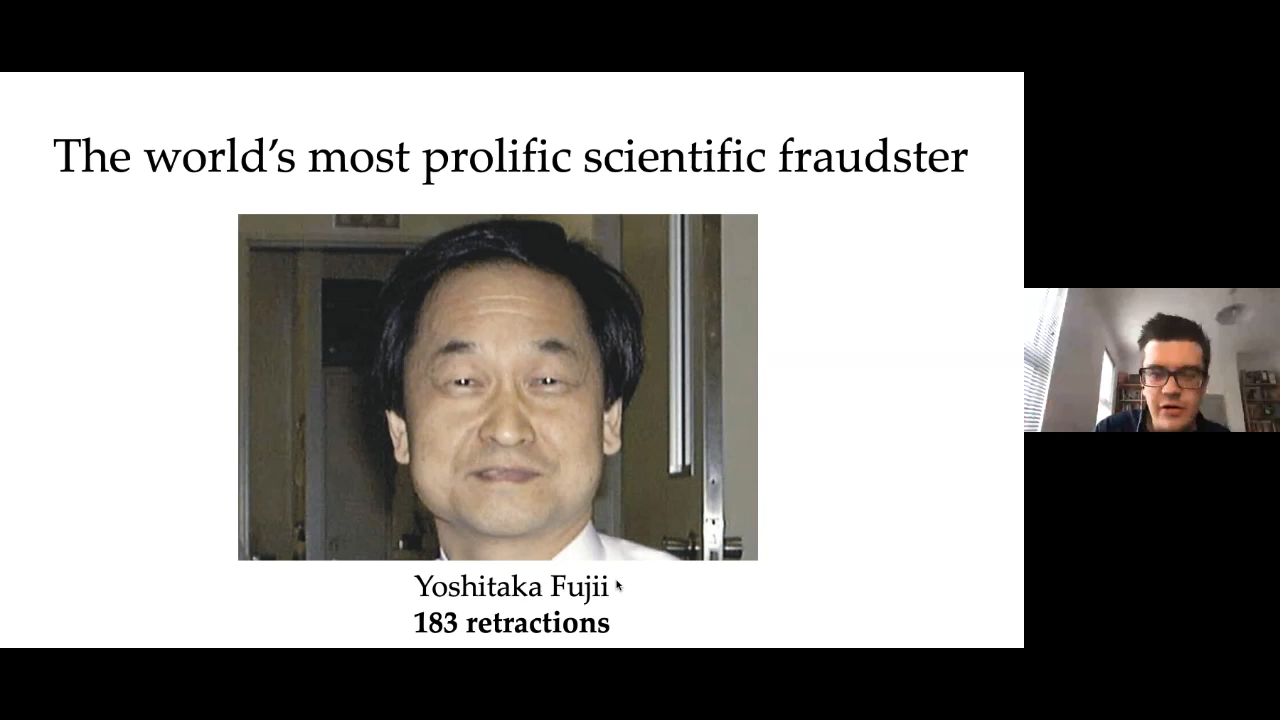 The world’s most prolific scientific fraudster
Yoshitaka Fujii
183 retractions